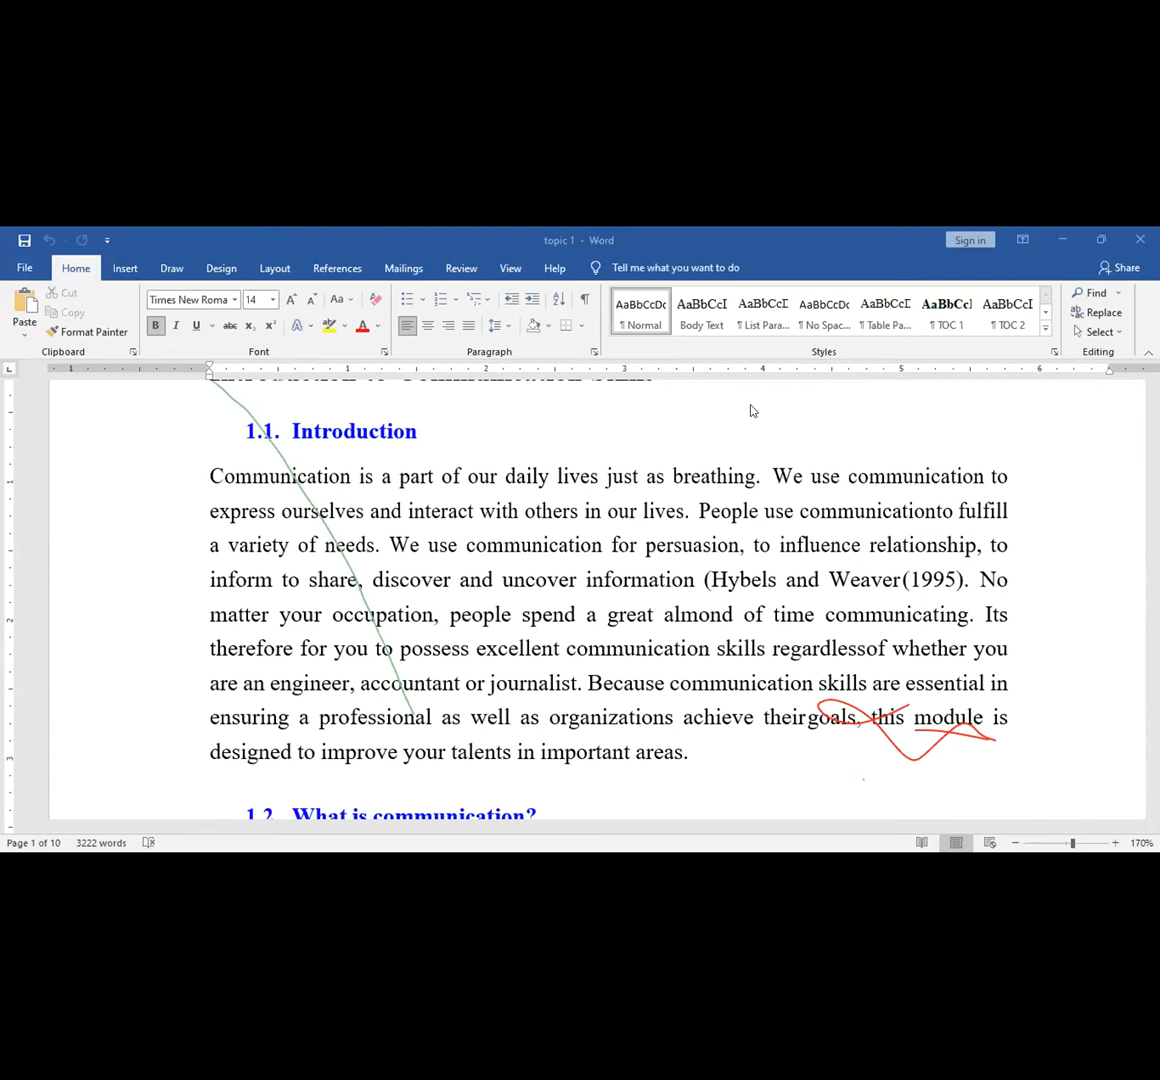 topic 1 - Word
Sign in
File Home Insert Draw Design Layout References Mailings Review View Help Tell me what you want to do Share
Paste
Cut
Copy
Format Painter
Clipboard
Times New Roma 14
Font
Paragraph
AaBbCcDc AaBbCcI AaBbCcD AaBbCcDc AaBbCcD AaBbCcI AaBbCcI
¶ Normal Body Text ¶ List Para... ¶ No Spac... ¶ Table Pa... ¶ TOC 1 ¶ TOC 2
Styles
Find
Replace
Select
Editing
1 1 2 3 4 5 6
1.1. Introduction
Communication is a part of our daily lives just as breathing. We use communication to
express ourselves and interact with others in our lives. People use communicationto fulfill
a variety of needs. We use communication for persuasion, to influence relationship, to
inform to share, discover and uncover information (Hybels and Weaver(1995). No
matter your occupation, people spend a great almond of time communicating. Its
therefore for you to possess excellent communication skills regardlessof whether you
are an engineer, accountant or journalist. Because communication skills are essential in
ensuring a professional as well as organizations achieve theirgoals, this module is
designed to improve your talents in important areas.
1.2. What is communication?
Page 1 of 10 3222 words 170%